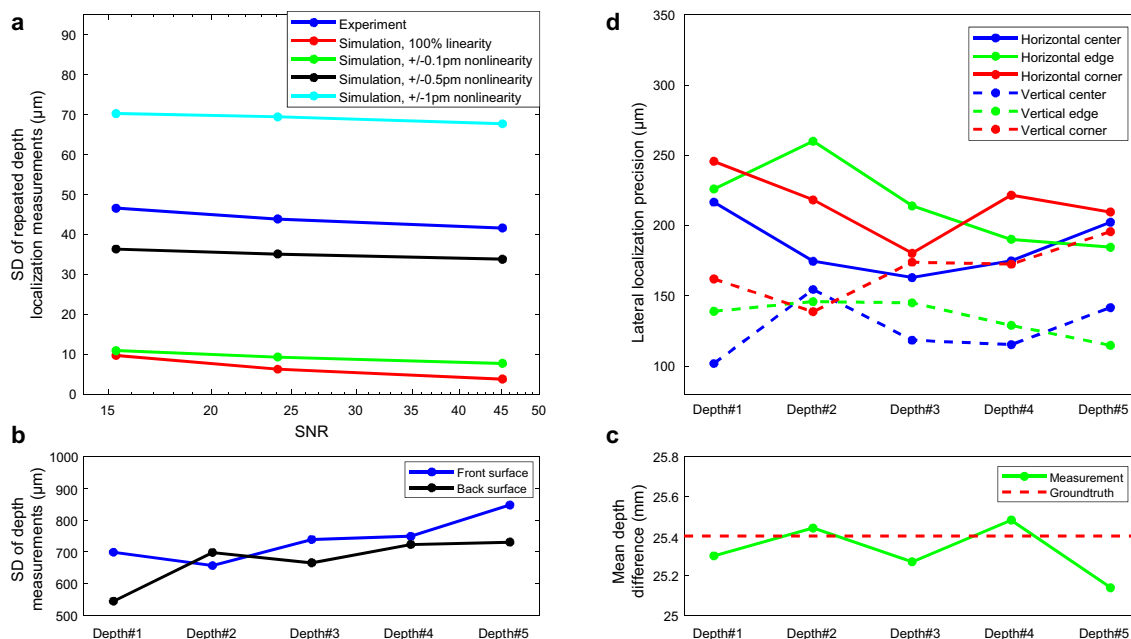 a
SD of repeated depth
localization measurements (μm)
90
80
70
60
50
40
30
20
10
0
Experiment
Simulation, 100% linearity
Simulation, +/-0.1pm nonlinearity
Simulation, +/-0.5pm nonlinearity
Simulation, +/-1pm nonlinearity
15 20 25 30 35 40 45 50
SNR
b
SD of depth
measurements (μm)
1000
900
800
700
600
500
Front surface
Back surface
Depth#1 Depth#2 Depth#3 Depth#4 Depth#5
d
Lateral localization precision (μm)
350
300
250
200
150
100
Horizontal center
Horizontal edge
Horizontal corner
Vertical center
Vertical edge
Vertical corner
Depth#1 Depth#2 Depth#3 Depth#4 Depth#5
c
Mean depth
difference (mm)
25.8
25.6
25.4
25.2
25
Measurement
Groundtruth
Depth#1 Depth#2 Depth#3 Depth#4 Depth#5